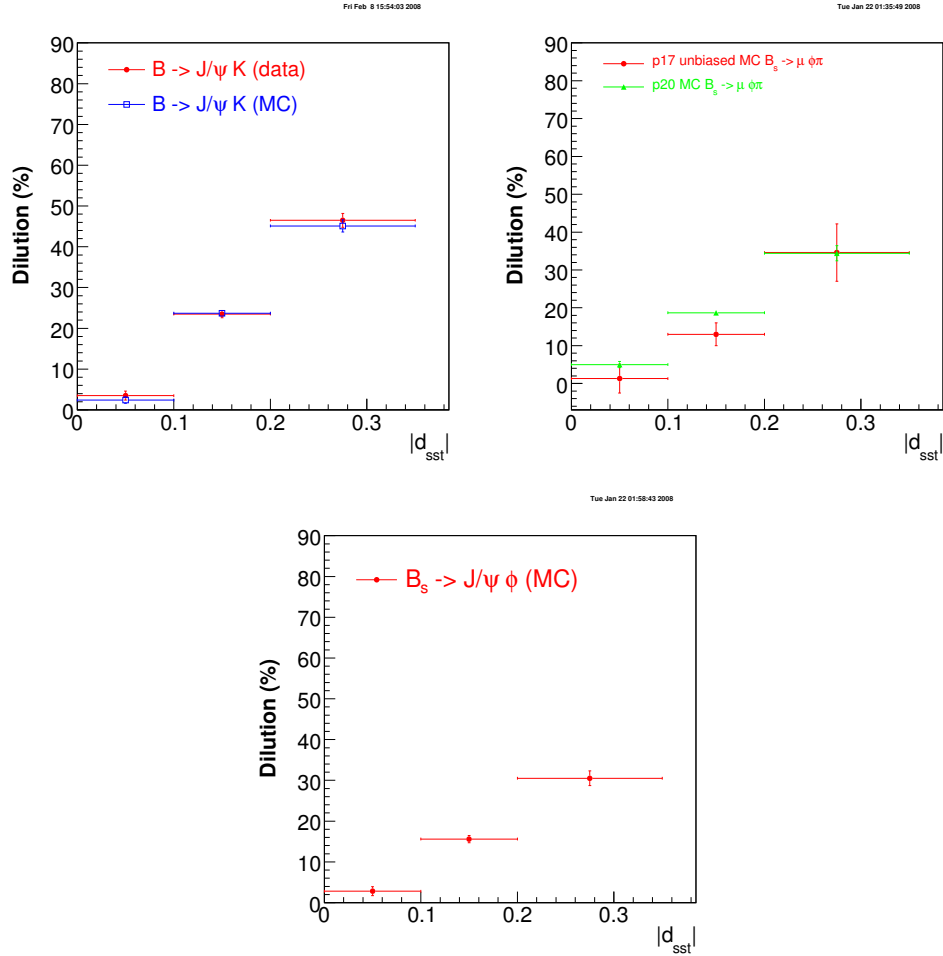 Fri Feb 8 15:54:03 2008
Dilution (%)
90
80
70
60
50
40
30
20
10
0
B -> J/ψ K (data)
B -> J/ψ K (MC)
0 0.1 0.2 0.3
|d_sst|
Tue Jan 22 01:35:49 2008
Dilution (%)
90
80
70
60
50
40
30
20
10
0
p17 unbiased MC B_s -> μ φπ
p20 MC B_s -> μ φπ
0 0.1 0.2 0.3
|d_sst|
Tue Jan 22 01:58:43 2008
Dilution (%)
90
80
70
60
50
40
30
20
10
0
B_s -> J/ψ φ (MC)
0 0.1 0.2 0.3
|d_sst|